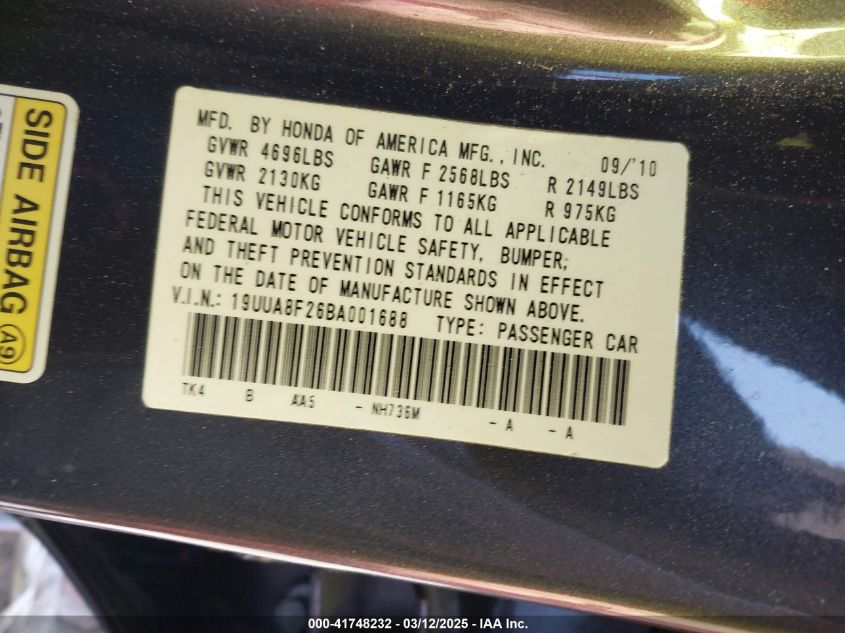 SIDE AIRBAG A9
MFD. BY HONDA OF AMERICA MFG., INC. 09/'10
GVWR 4696LBS GAWR F 2568LBS R 2149LBS
GVWR 2130KG GAWR F 1165KG R 975KG
THIS VEHICLE CONFORMS TO ALL APPLICABLE
FEDERAL MOTOR VEHICLE SAFETY, BUMPER,
AND THEFT PREVENTION STANDARDS IN EFFECT
ON THE DATE OF MANUFACTURE SHOWN ABOVE.
V.I.N.: 19UUA8F26BA001688 TYPE: PASSENGER CAR
TK4 B AA5 - NH736M - A - A
000-41748232 - 03/12/2025 - IAA Inc.